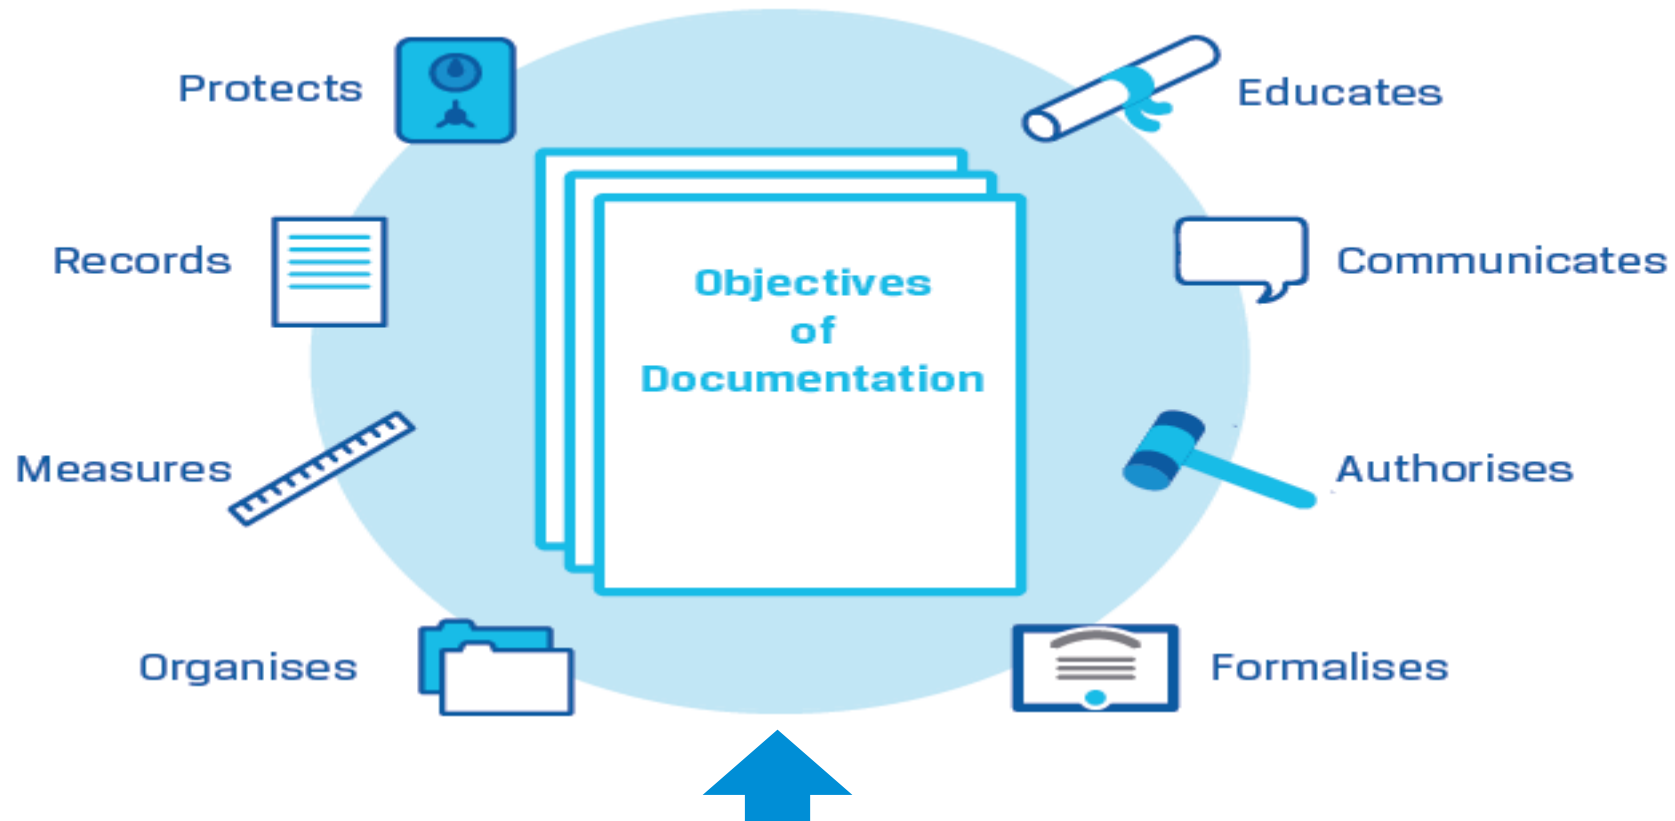 Protects
Educates
Records
Communicates
Objectives
of
Documentation
Measures
Authorises
Organises
Formalises